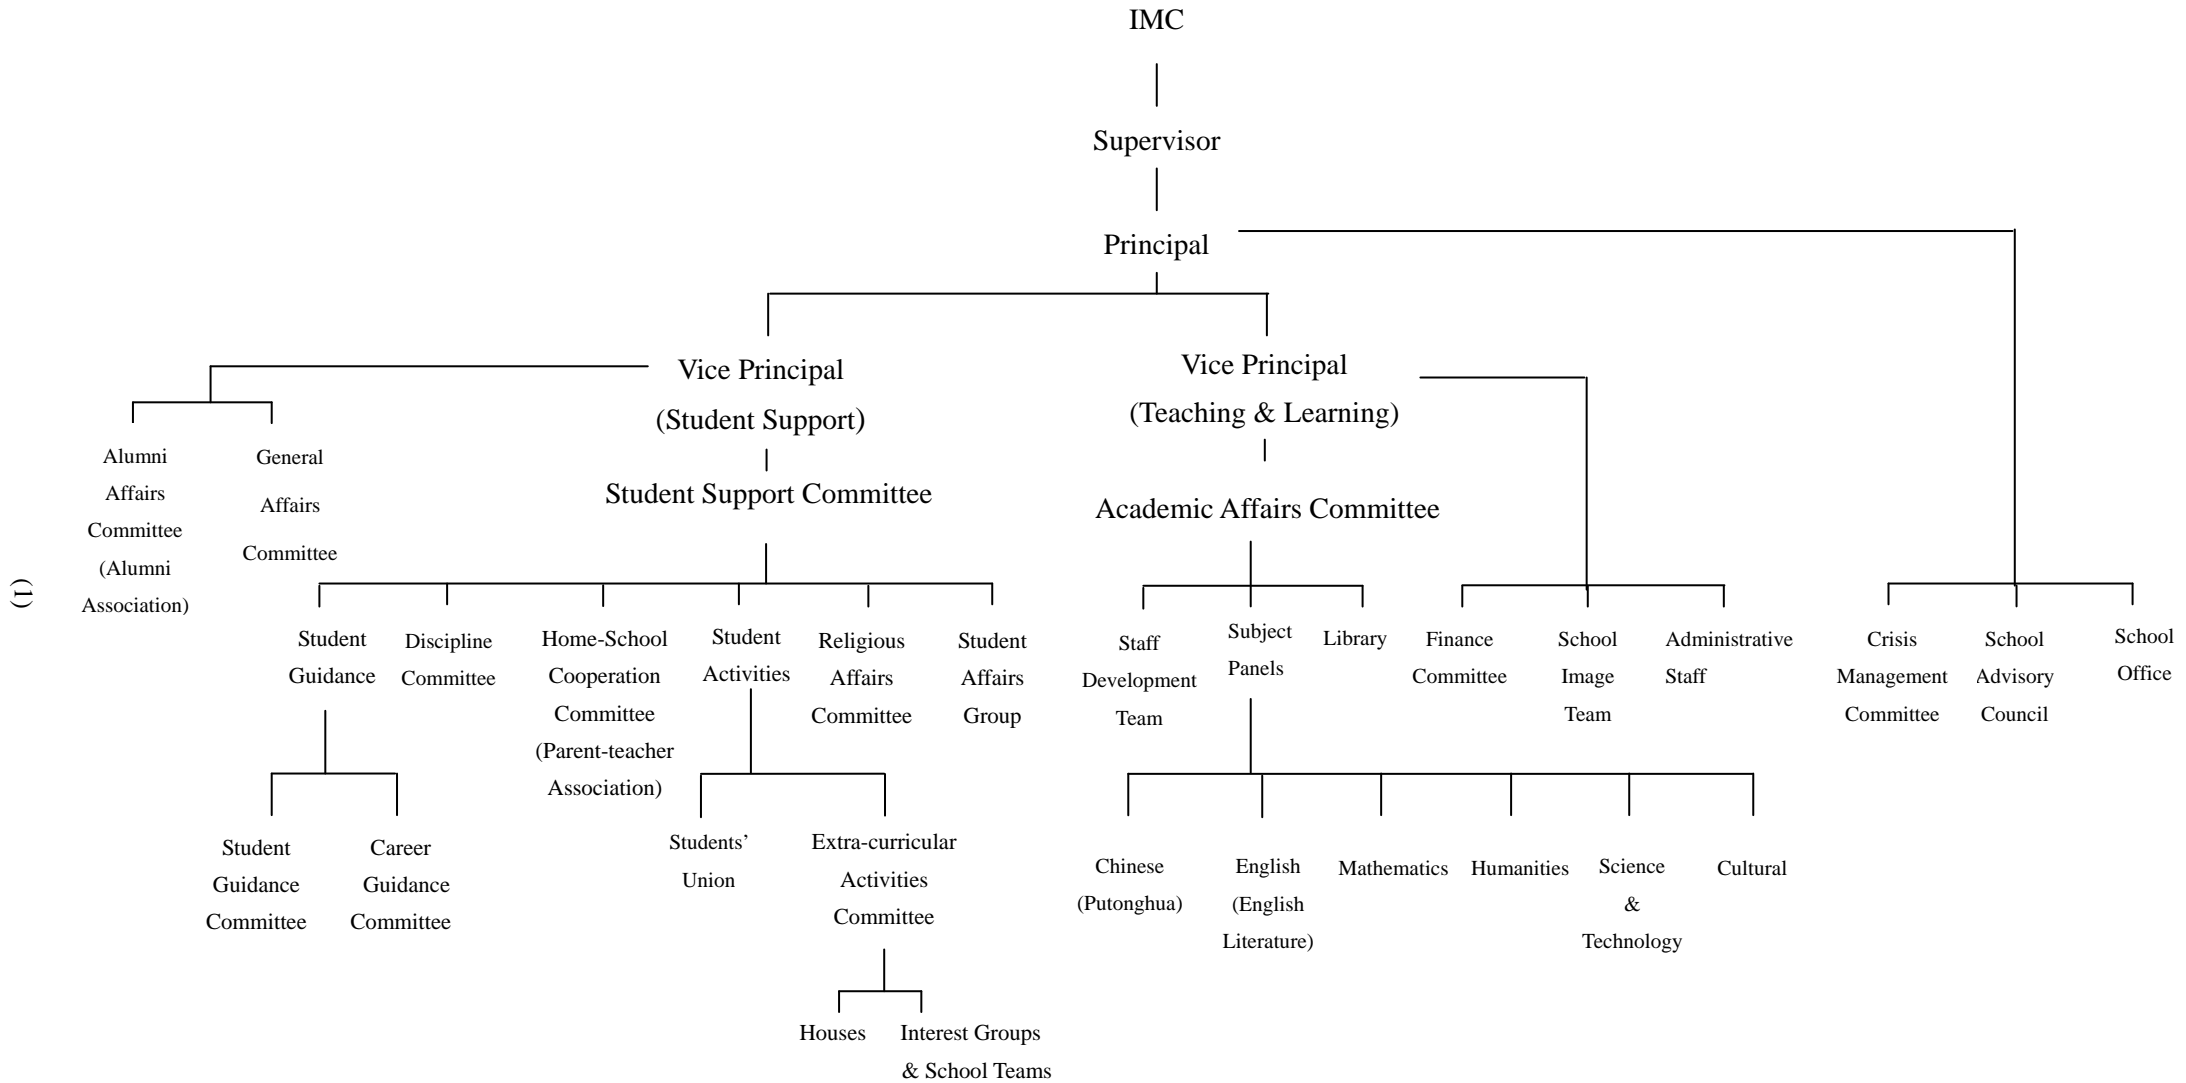 IMC
Supervisor
Principal
Vice Principal
(Student Support)
Vice Principal
(Teaching & Learning)
Alumni
Affairs
Committee
(Alumni
Association)
General
Affairs
Committee
Student Support Committee
Academic Affairs Committee
(1)
Student
Guidance
Discipline
Committee
Home-School
Cooperation
Committee
(Parent-teacher
Association)
Student
Activities
Religious
Affairs
Committee
Student
Affairs
Group
Staff
Development
Team
Subject
Panels
Library
Finance
Committee
School
Image
Team
Administrative
Staff
Crisis
Management
Committee
School
Advisory
Council
School
Office
Student
Guidance
Committee
Career
Guidance
Committee
Students’
Union
Extra-curricular
Activities
Committee
Chinese
(Putonghua)
English
(English
Literature)
Mathematics
Humanities
Science
&
Technology
Cultural
Houses
Interest Groups
& School Teams